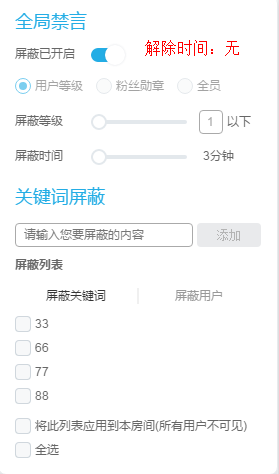 全局禁言
屏蔽已开启 解除时间：无
用户等级 粉丝勋章 全员
屏蔽等级 1 以下
屏蔽时间 3分钟
关键词屏蔽
请输入您要屏蔽的内容 添加
屏蔽列表
屏蔽关键词 屏蔽用户
33
66
77
88
将此列表应用到本房间(所有用户不可见)
全选